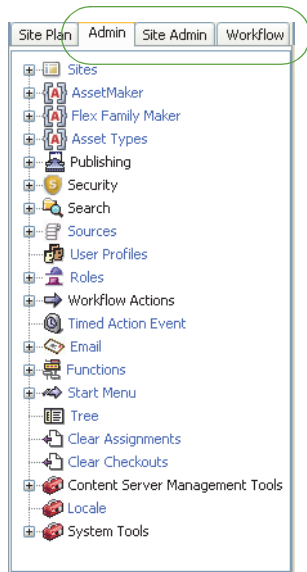 Site Plan Admin Site Admin Workflow
Sites
AssetMaker
Flex Family Maker
Asset Types
Publishing
Security
Search
Sources
User Profiles
Roles
Workflow Actions
Timed Action Event
Email
Functions
Start Menu
Tree
Clear Assignments
Clear Checkouts
Content Server Management Tools
Locale
System Tools